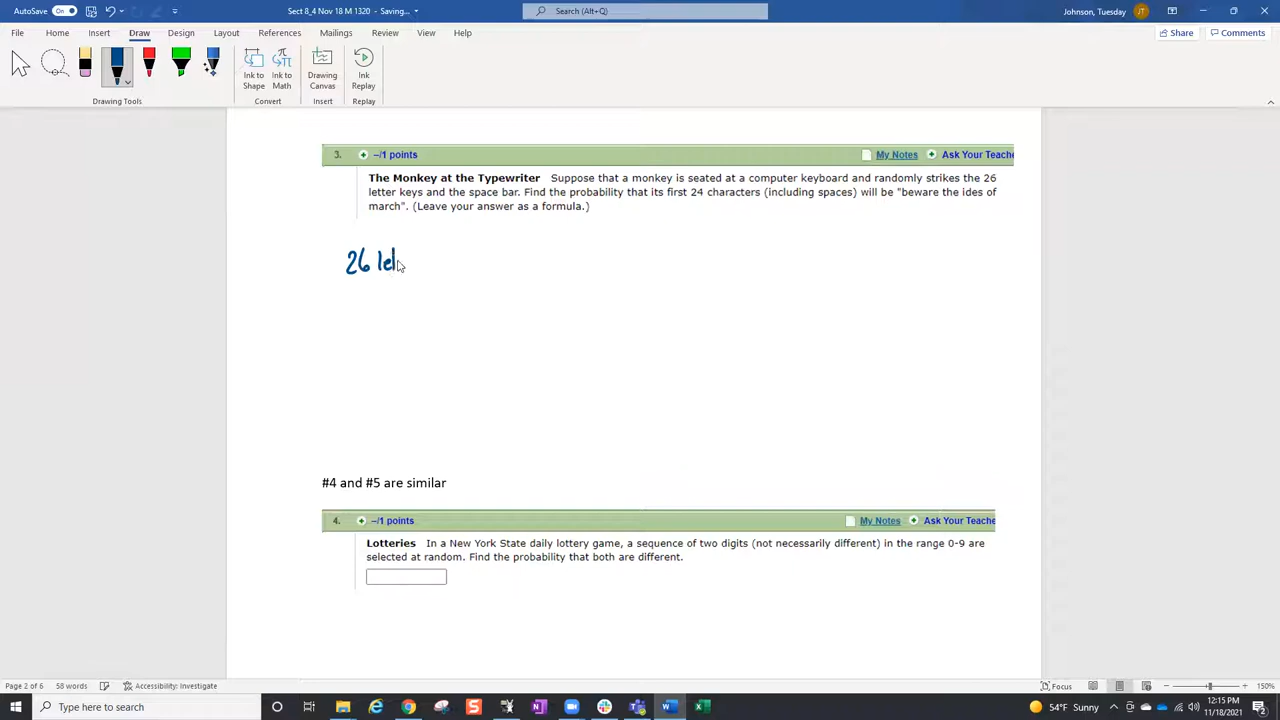 AutoSave On Sect 8_4 Nov 18 M 1320 - Saving... Search (Alt+Q) Johnson, Tuesday JT
File Home Insert Draw Design Layout References Mailings Review View Help Share Comments
Ink to Shape Ink to Math Drawing Canvas Ink Replay
Drawing Tools Convert Insert Replay
3. –/1 points My Notes Ask Your Teache
The Monkey at the Typewriter Suppose that a monkey is seated at a computer keyboard and randomly strikes the 26
letter keys and the space bar. Find the probability that its first 24 characters (including spaces) will be "beware the ides of
march". (Leave your answer as a formula.)
26 let
#4 and #5 are similar
4. –/1 points My Notes Ask Your Teache
Lotteries In a New York State daily lottery game, a sequence of two digits (not necessarily different) in the range 0-9 are
selected at random. Find the probability that both are different.
Page 2 of 6 58 words Accessibility: Investigate Focus 150%
Type here to search 54°F Sunny 12:15 PM
11/18/2021